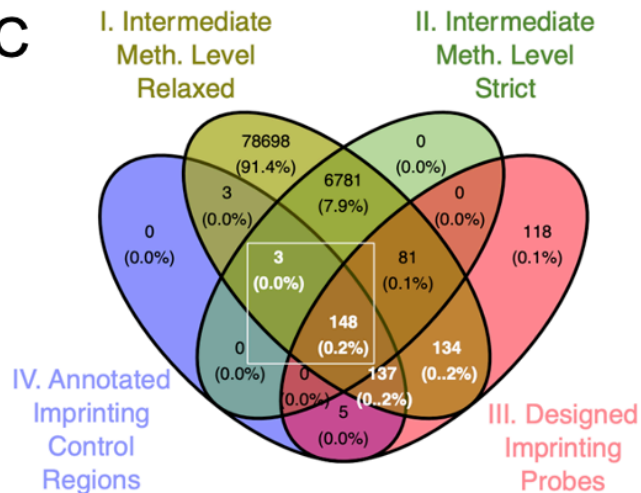 C
I. Intermediate
Meth. Level
Relaxed
II. Intermediate
Meth. Level
Strict
78698
(91.4%)
0
(0.0%)
6781
(7.9%)
3
(0.0%)
0
(0.0%)
0
(0.0%)
118
(0.1%)
3
(0.0%)
81
(0.1%)
148
(0.2%)
0
(0.0%)
134
(0..2%)
0
(0.0%)
137
(0..2%)
5
(0.0%)
IV. Annotated
Imprinting
Control
Regions
III. Designed
Imprinting
Probes